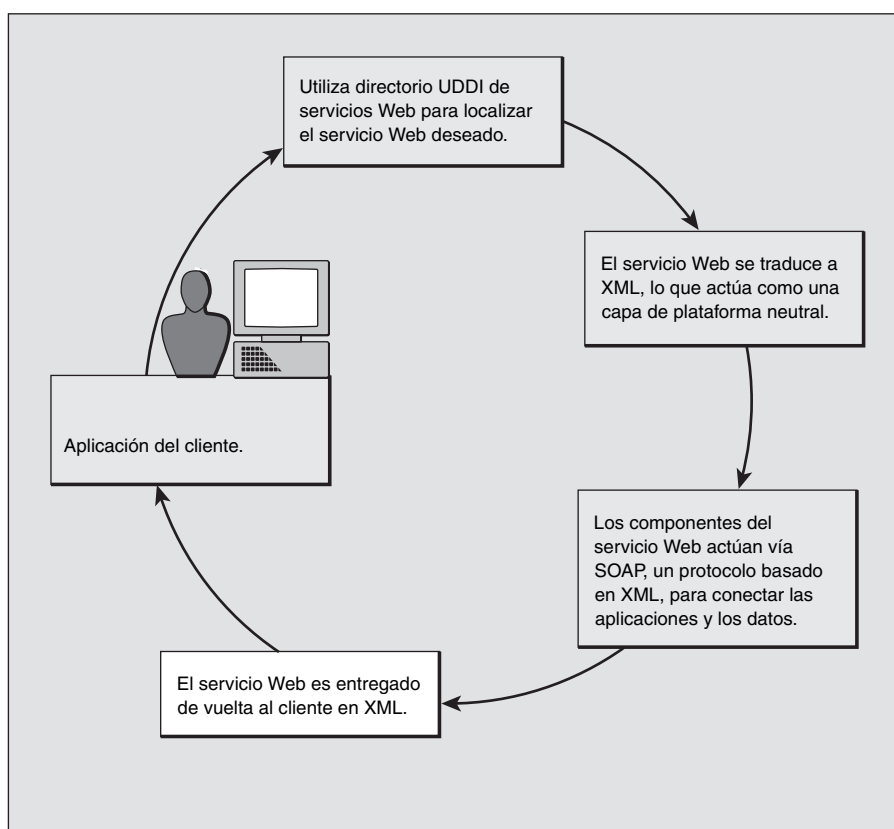 Utiliza directorio UDDI de
servicios Web para localizar
el servicio Web deseado.
El servicio Web se traduce a
XML, lo que actúa como una
capa de plataforma neutral.
Aplicación del cliente.
Los componentes del
servicio Web actúan vía
SOAP, un protocolo basado
en XML, para conectar las
aplicaciones y los datos.
El servicio Web es entregado
de vuelta al cliente en XML.